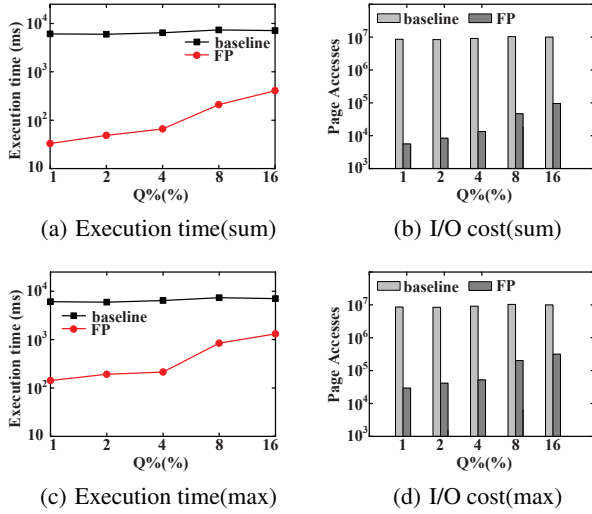 10⁴
10³
10²
10
Execution time (ms)
baseline
FP
1 2 4 8 16
Q%(%)
(a) Execution time(sum)
baseline FP
10⁷
10⁶
10⁵
10⁴
10³
Page Accesses
1 2 4 8 16
Q%(%)
(b) I/O cost(sum)
10⁴
10³
10²
10
Execution time (ms)
baseline
FP
1 2 4 8 16
Q%(%)
(c) Execution time(max)
baseline FP
10⁷
10⁶
10⁵
10⁴
10³
Page Accesses
1 2 4 8 16
Q%(%)
(d) I/O cost(max)